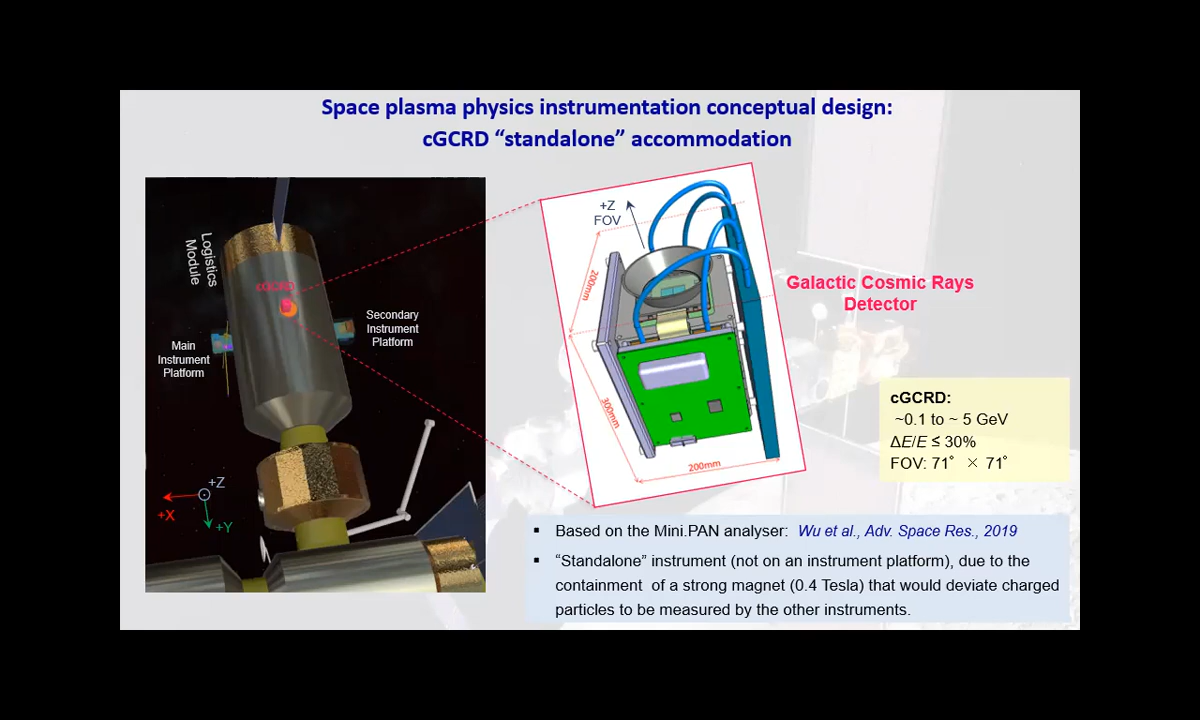 Space plasma physics instrumentation conceptual design:
cGCRD “standalone” accommodation
Logistics
Module
cGCRD
Main
Instrument
Platform
Secondary
Instrument
Platform
+Z
+X
+Y
+Z
FOV
200mm
300mm
200mm
Galactic Cosmic Rays
Detector
cGCRD:
~0.1 to ~ 5 GeV
ΔE/E ≤ 30%
FOV: 71° × 71°
▪ Based on the Mini.PAN analyser: Wu et al., Adv. Space Res., 2019
▪ “Standalone” instrument (not on an instrument platform), due to the
containment of a strong magnet (0.4 Tesla) that would deviate charged
particles to be measured by the other instruments.